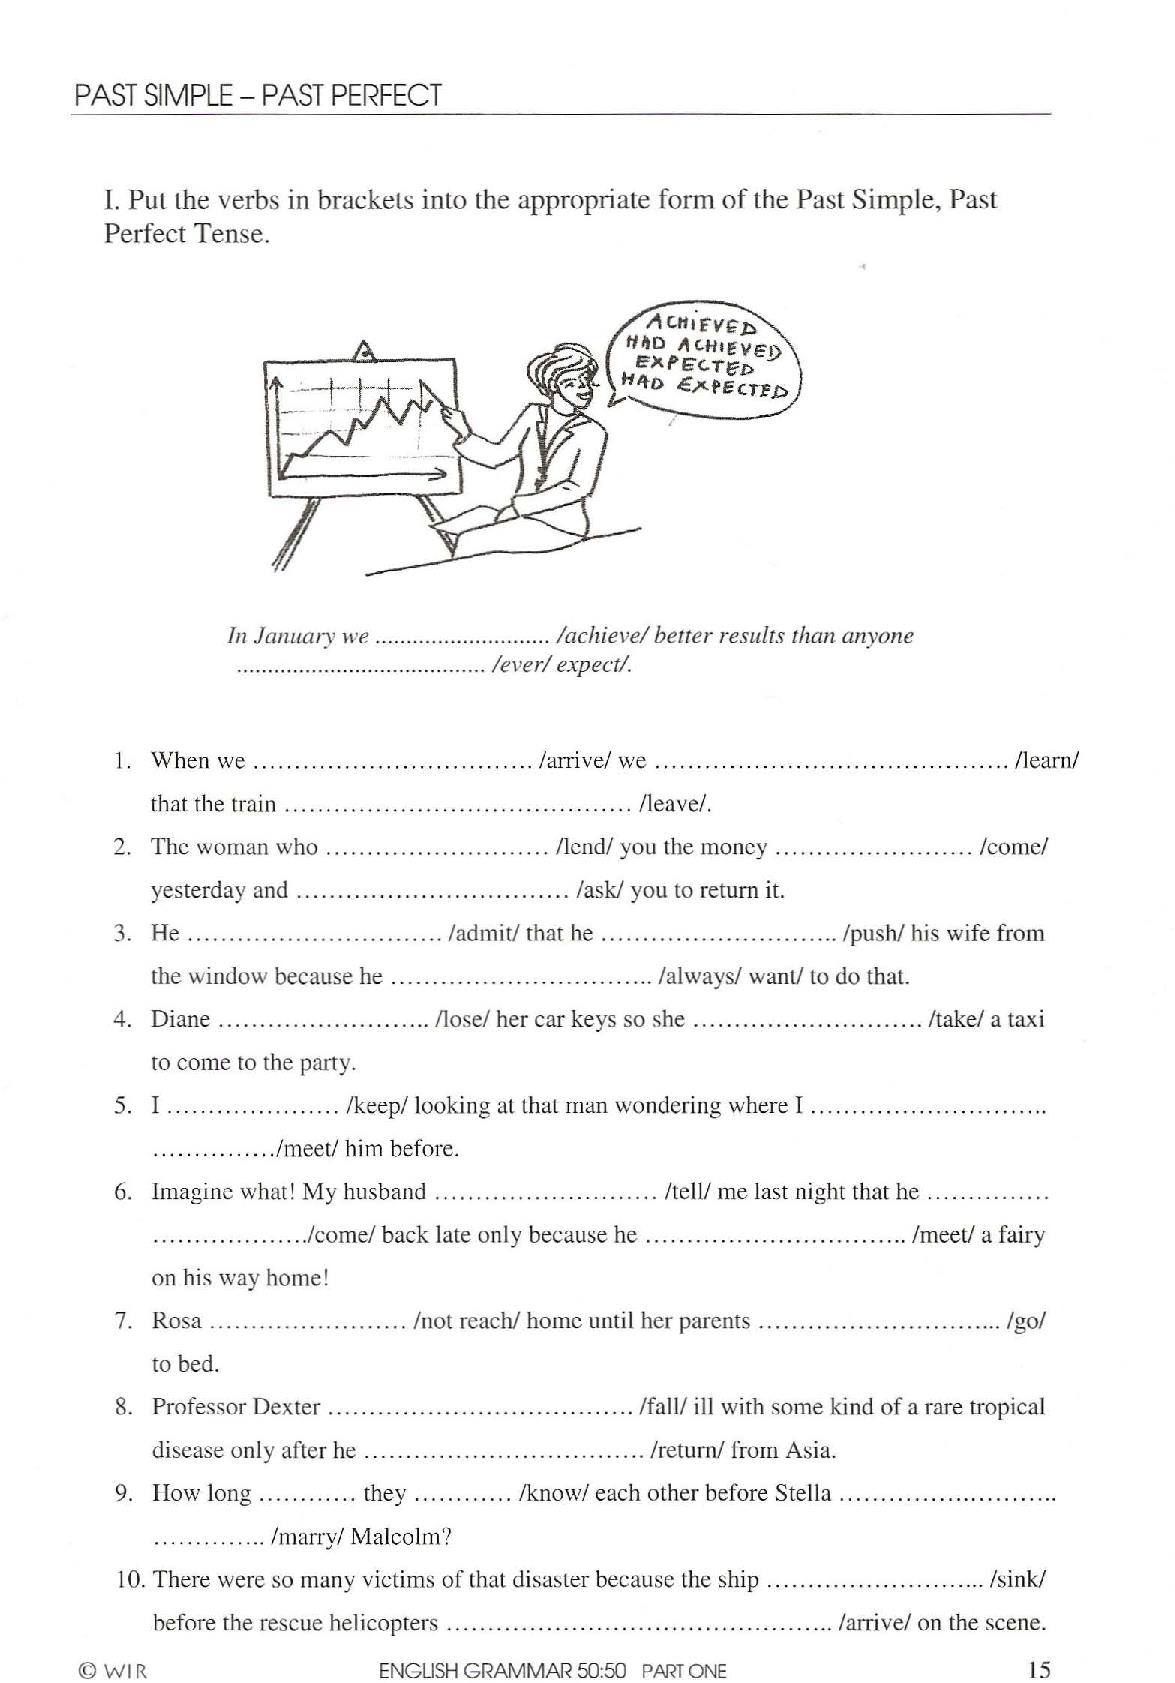 PAST SIMPLE – PAST PERFECT
I. Put the verbs in brackets into the appropriate form of the Past Simple, Past
Perfect Tense.
ACHIEVED
HAD ACHIEVED
EXPECTED
HAD EXPECTED
In January we ............................ /achieve/ better results than anyone
........................................ /ever/ expect/.
1. When we .................................. /arrive/ we ........................................... /learn/
that the train .......................................... /leave/.
2. The woman who ........................... /lend/ you the money ........................ /come/
yesterday and ................................. /ask/ you to return it.
3. He ............................... /admit/ that he ............................. /push/ his wife from
the window because he ................................ /always/ want/ to do that.
4. Diane .......................... /lose/ her car keys so she ............................ /take/ a taxi
to come to the party.
5. I ..................... /keep/ looking at that man wondering where I .............................
............... /meet/ him before.
6. Imagine what! My husband ........................... /tell/ me last night that he ...............
................... /come/ back late only because he ................................ /meet/ a fairy
on his way home!
7. Rosa ........................ /not reach/ home until her parents ............................. /go/
to bed.
8. Professor Dexter ..................................... /fall/ ill with some kind of a rare tropical
disease only after he .................................. /return/ from Asia.
9. How long ............ they ............ /know/ each other before Stella ..........................
.............. /marry/ Malcolm?
10. There were so many victims of that disaster because the ship ........................... /sink/
before the rescue helicopters ............................................... /arrive/ on the scene.
© WIR ENGLISH GRAMMAR 50:50 PART ONE 15